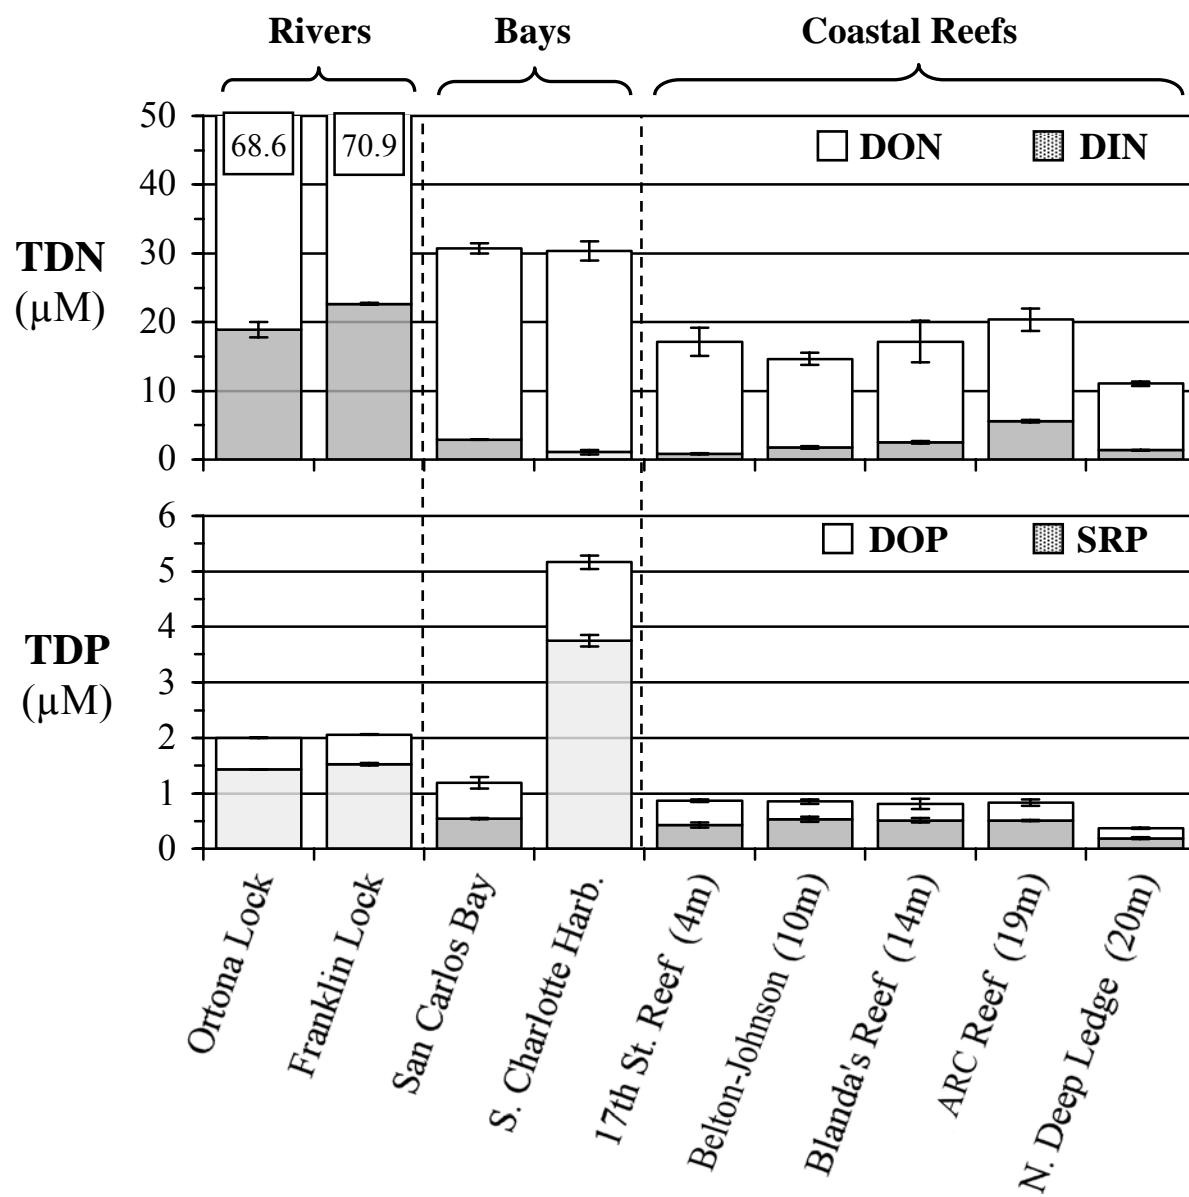 Rivers Bays Coastal Reefs
50
40
30
20
10
0
TDN
(µM)
68.6 70.9
DON DIN
6
5
4
3
2
1
0
TDP
(µM)
DOP SRP
Ortona Lock
Franklin Lock
San Carlos Bay
S. Charlotte Harb.
17th St. Reef (4m)
Belton-Johnson (10m)
Blanda's Reef (14m)
ARC Reef (19m)
N. Deep Ledge (20m)